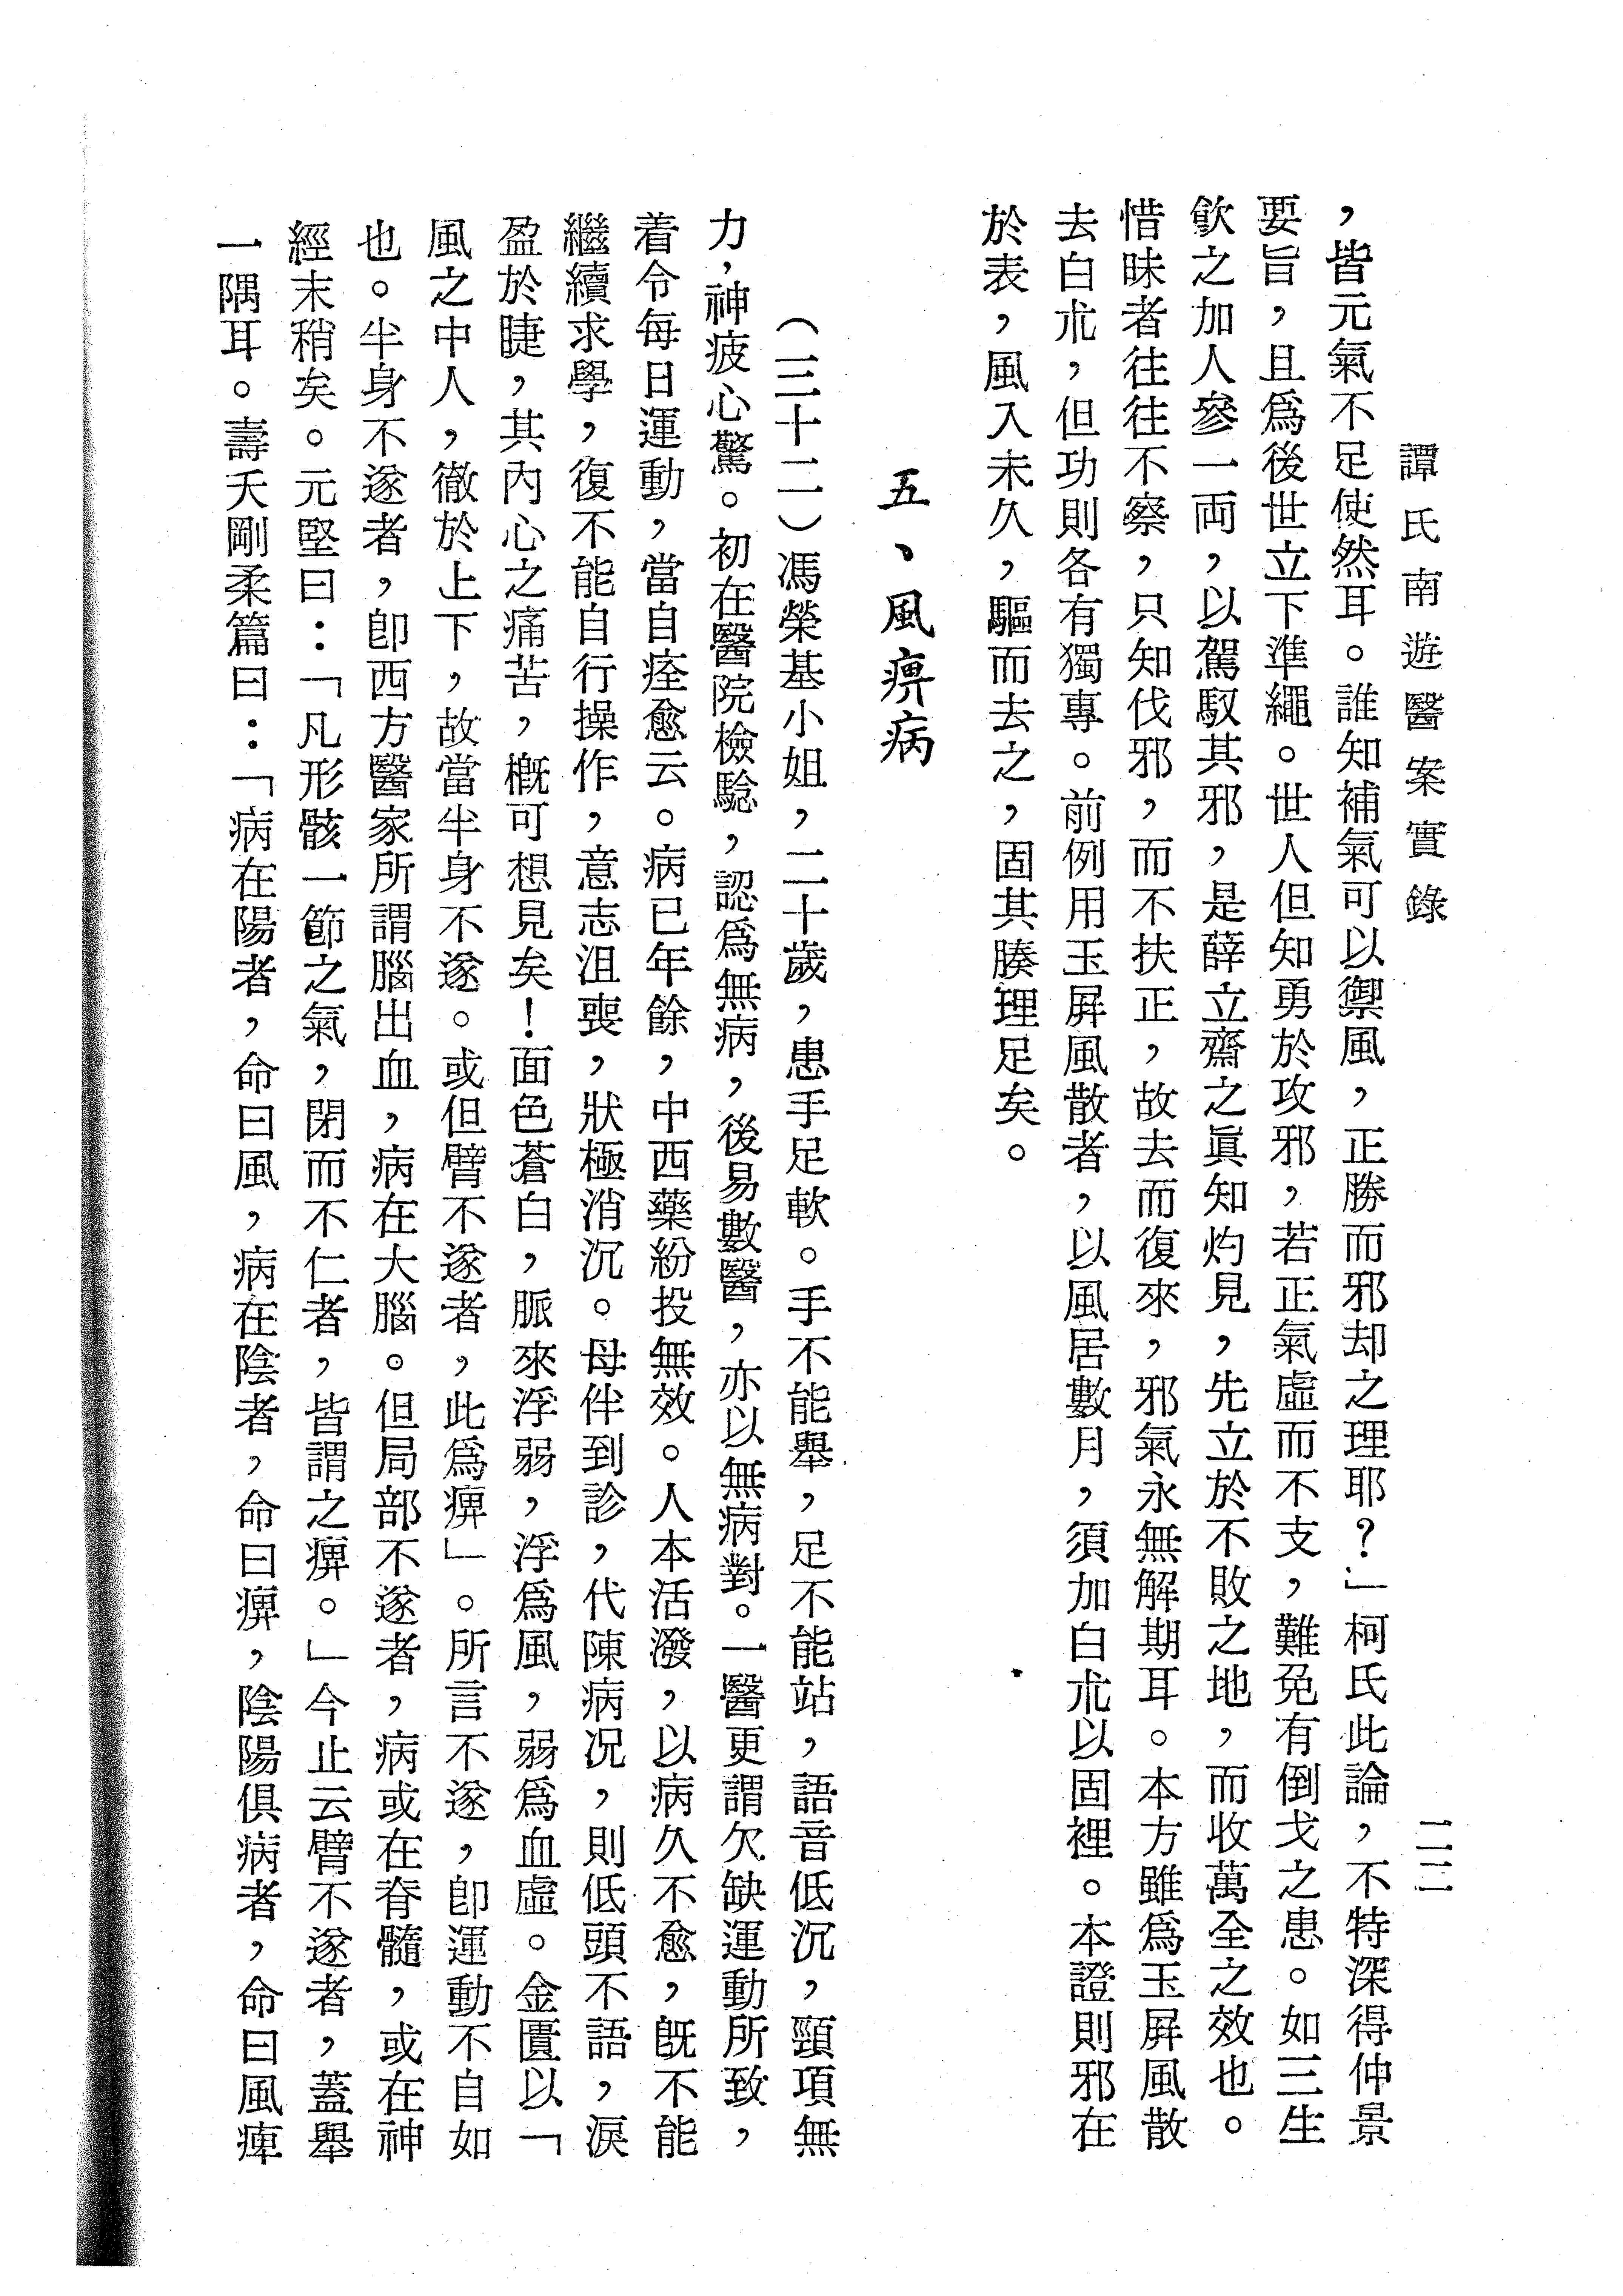 譚氏南遊醫案實錄
二二
，皆元氣不足使然耳。誰知補氣可以禦風，正勝而邪却之理耶？」柯氏此論，不特深得仲景
要旨，且爲後世立下準繩。世人但知勇於攻邪，若正氣虛而不支，難免有倒戈之患。如三生
飮之加人參一両，以駕馭其邪，是薛立齋之眞知灼見，先立於不敗之地，而收萬全之效也。
惜昧者往往不察，只知伐邪，而不扶正，故去而復來，邪氣永無解期耳。本方雖爲玉屛風散
去白朮，但功則各有獨專。前例用玉屛風散者，以風居數月，須加白朮以固裡。本證則邪在
於表，風入未久，驅而去之，固其腠理足矣。
五、風痹病
（三十二）馮榮基小姐，二十歲，患手足軟。手不能舉，足不能站，語音低沉，頸項無
力，神疲心驚。初在醫院檢驗，認爲無病，後易數醫，亦以無病對。一醫更謂欠缺運動所致，
着令每日運動，當自痊愈云。病已年餘，中西藥紛投無效。人本活潑，以病久不愈，旣不能
繼續求學，復不能自行操作，意志沮喪，狀極消沉。母伴到診，代陳病況，則低頭不語，淚
盈於睫，其內心之痛苦，概可想見矣！面色蒼白，脈來浮弱，浮爲風，弱爲血虛。金匱以「
風之中人，徹於上下，故當半身不遂。或但臂不遂者，此爲痹」。所言不遂，卽運動不自如
也。半身不遂者，卽西方醫家所謂腦出血，病在大腦。但局部不遂者，病或在脊髓，或在神
經末稍矣。元堅曰：「凡形骸一節之氣，閉而不仁者，皆謂之痹。」今止云臂不遂者，蓋舉
一隅耳。壽夭剛柔篇曰：「病在陽者，命曰風，病在陰者，命曰痹，陰陽俱病者，命曰風痺